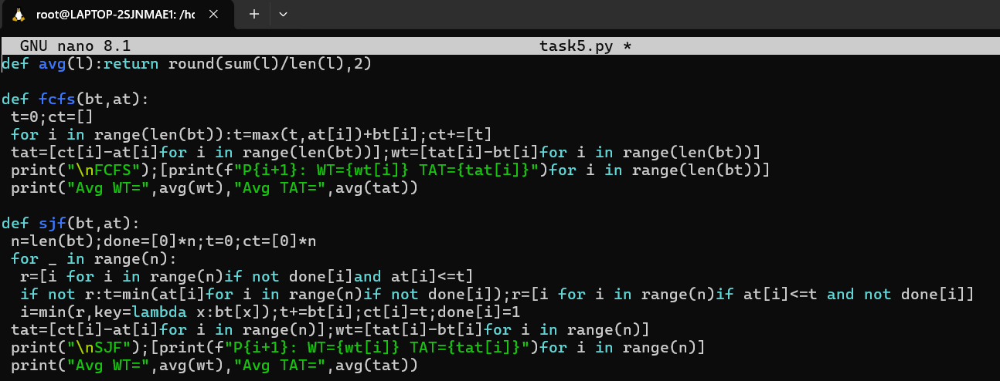 root@LAPTOP-2SJNMAE1: /hc
GNU nano 8.1 task5.py *
def avg(l):return round(sum(l)/len(l),2)

def fcfs(bt,at):
 t=0;ct=[]
 for i in range(len(bt)):t=max(t,at[i])+bt[i];ct+=[t]
 tat=[ct[i]-at[i]for i in range(len(bt))];wt=[tat[i]-bt[i]for i in range(len(bt))]
 print("\nFCFS");[print(f"P{i+1}: WT={wt[i]} TAT={tat[i]}")for i in range(len(bt))]
 print("Avg WT=",avg(wt),"Avg TAT=",avg(tat))

def sjf(bt,at):
 n=len(bt);done=[0]*n;t=0;ct=[0]*n
 for _ in range(n):
  r=[i for i in range(n)if not done[i]and at[i]<=t]
  if not r:t=min(at[i]for i in range(n)if not done[i]);r=[i for i in range(n)if at[i]<=t and not done[i]]
  i=min(r,key=lambda x:bt[x]);t+=bt[i];ct[i]=t;done[i]=1
 tat=[ct[i]-at[i]for i in range(n)];wt=[tat[i]-bt[i]for i in range(n)]
 print("\nSJF");[print(f"P{i+1}: WT={wt[i]} TAT={tat[i]}")for i in range(n)]
 print("Avg WT=",avg(wt),"Avg TAT=",avg(tat))